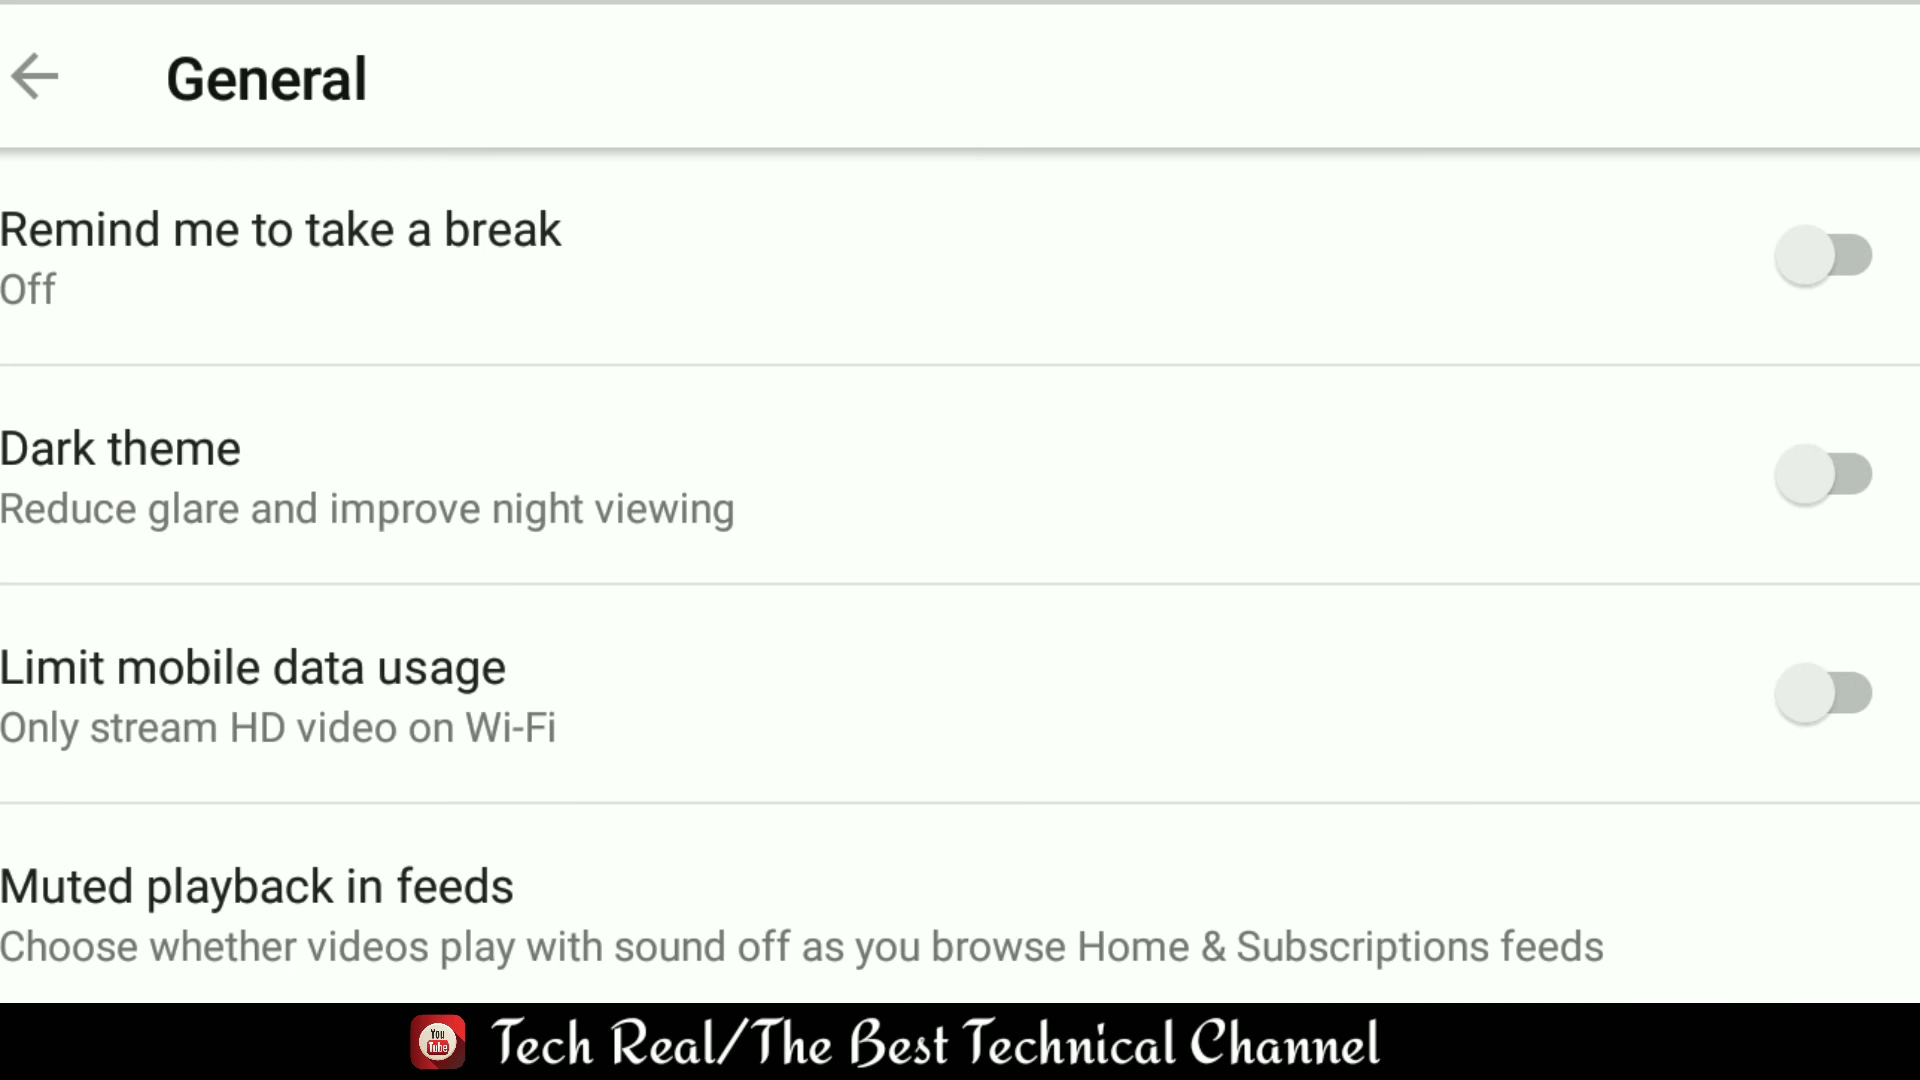 General
Remind me to take a break
Off
Dark theme
Reduce glare and improve night viewing
Limit mobile data usage
Only stream HD video on Wi-Fi
Muted playback in feeds
Choose whether videos play with sound off as you browse Home & Subscriptions feeds
You
Tube
Tech Real/The Best Technical Channel